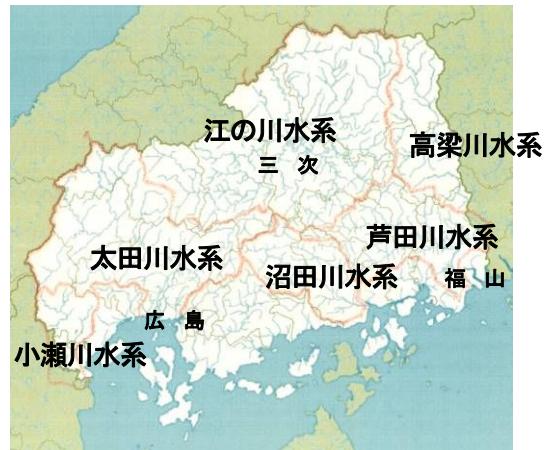 江の川水系
三 次
高梁川水系
芦田川水系
太田川水系
沼田川水系
福 山
広 島
小瀬川水系